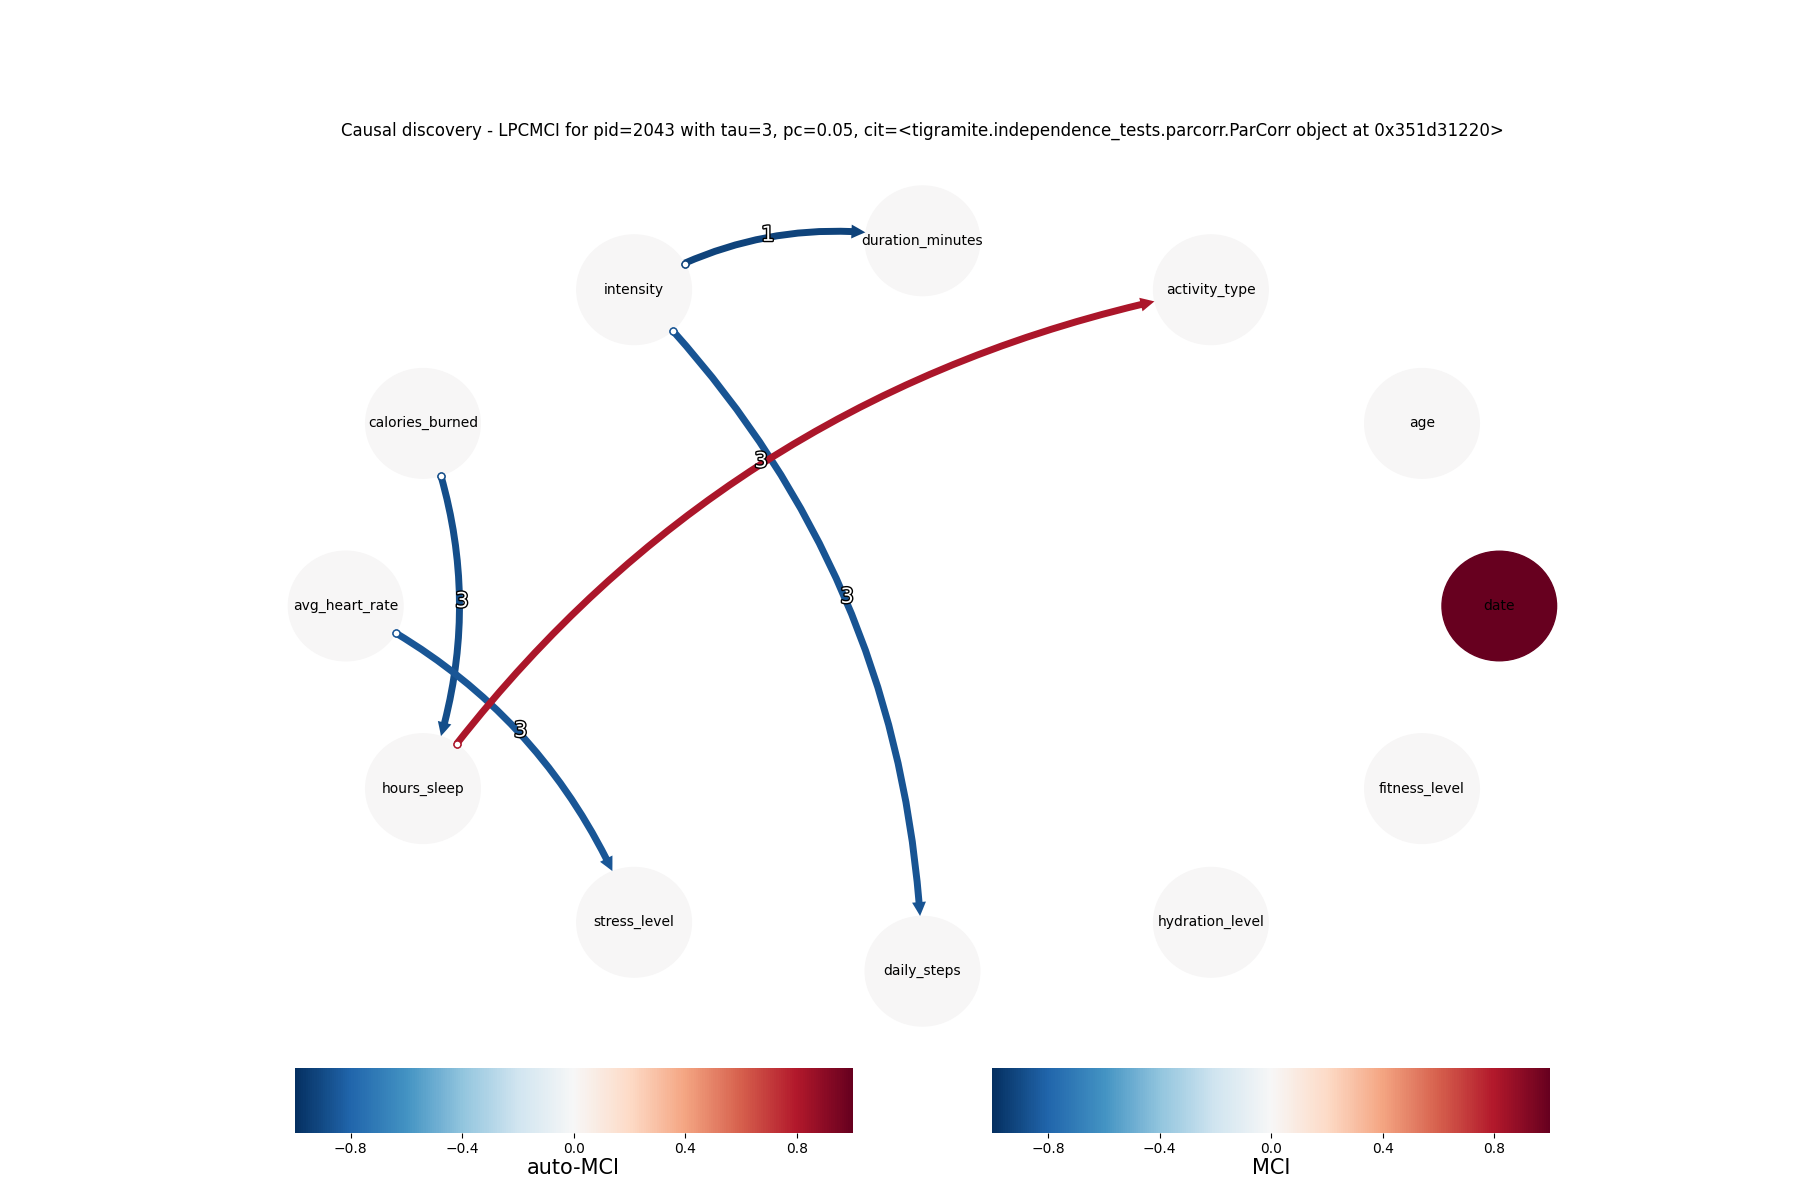 Causal discovery - LPCMCI for pid=2043 with tau=3, pc=0.05, cit=<tigramite.independence_tests.parcorr.ParCorr object at 0x351d31220>
1
duration_minutes
intensity
activity_type
calories_burned
age
3
3
3
avg_heart_rate
date
3
hours_sleep
fitness_level
stress_level
hydration_level
daily_steps
−0.8 −0.4 0.0 0.4 0.8
auto-MCI
−0.8 −0.4 0.0 0.4 0.8
MCI